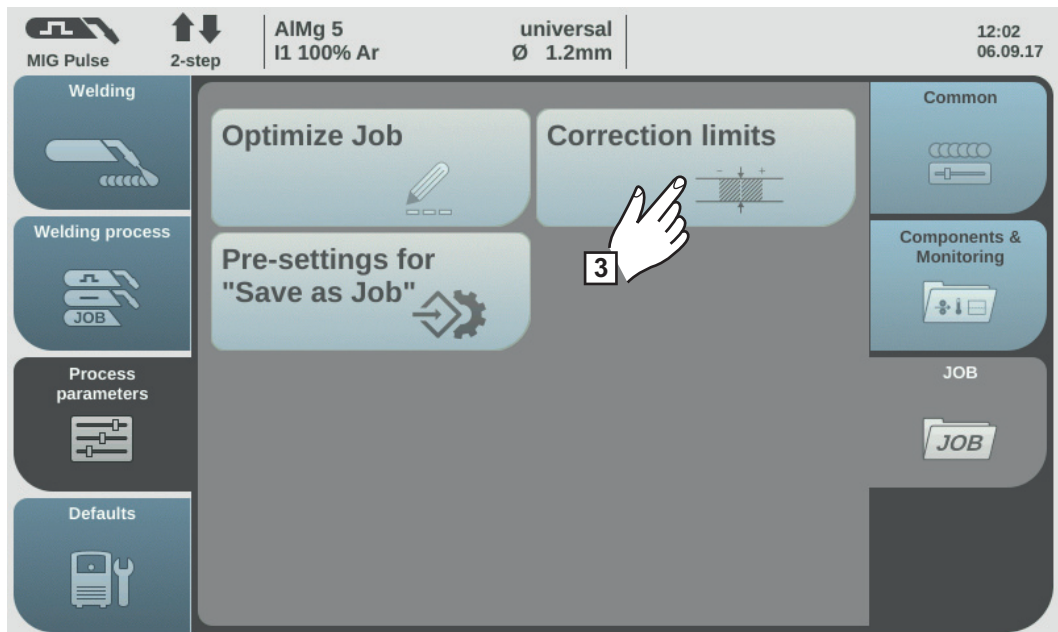 MIG Pulse
2-step
AlMg 5
I1 100% Ar
universal
Ø 1.2mm
12:02
06.09.17
Welding
Welding process
JOB
Process
parameters
Defaults
Optimize Job
Correction limits
- +
3
Pre-settings for
"Save as Job"
Common
Components &
Monitoring
JOB
JOB